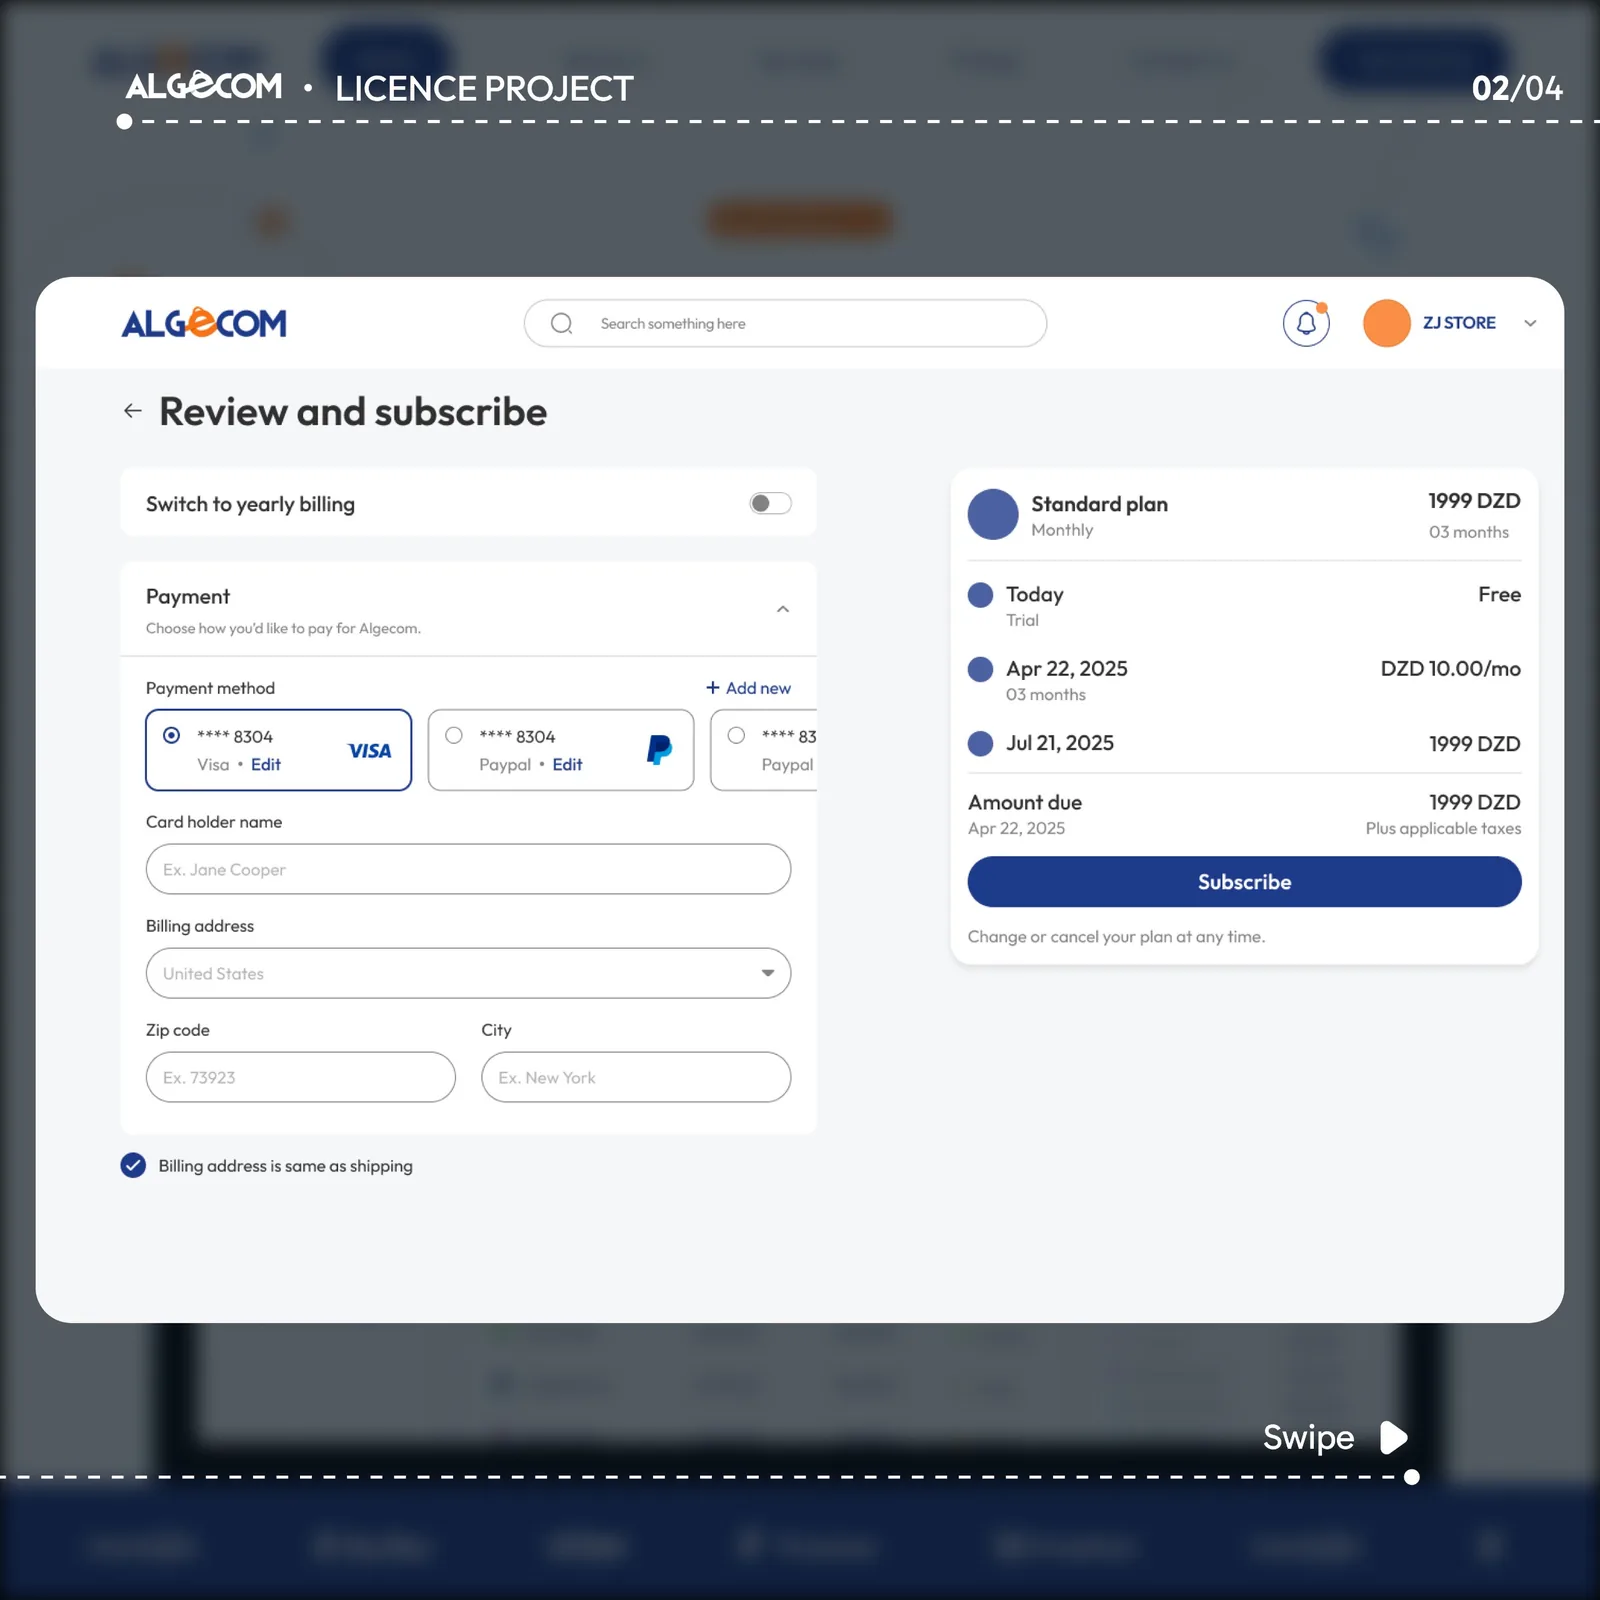 ALGeCOM • LICENCE PROJECT
02/04
ALGeCOM
Search something here
ZJ STORE
Review and subscribe
Switch to yearly billing
Payment
Choose how you'd like to pay for Algecom.
Payment method
+ Add new
**** 8304
Visa • Edit
VISA
**** 8304
Paypal • Edit
**** 83
Paypal
Card holder name
Ex. Jane Cooper
Billing address
United States
Zip code
City
Ex. 73923
Ex. New York
Billing address is same as shipping
Standard plan
1999 DZD
Monthly
03 months
Today
Free
Trial
Apr 22, 2025
DZD 10.00/mo
03 months
Jul 21, 2025
1999 DZD
Amount due
1999 DZD
Apr 22, 2025
Plus applicable taxes
Subscribe
Change or cancel your plan at any time.
Swipe